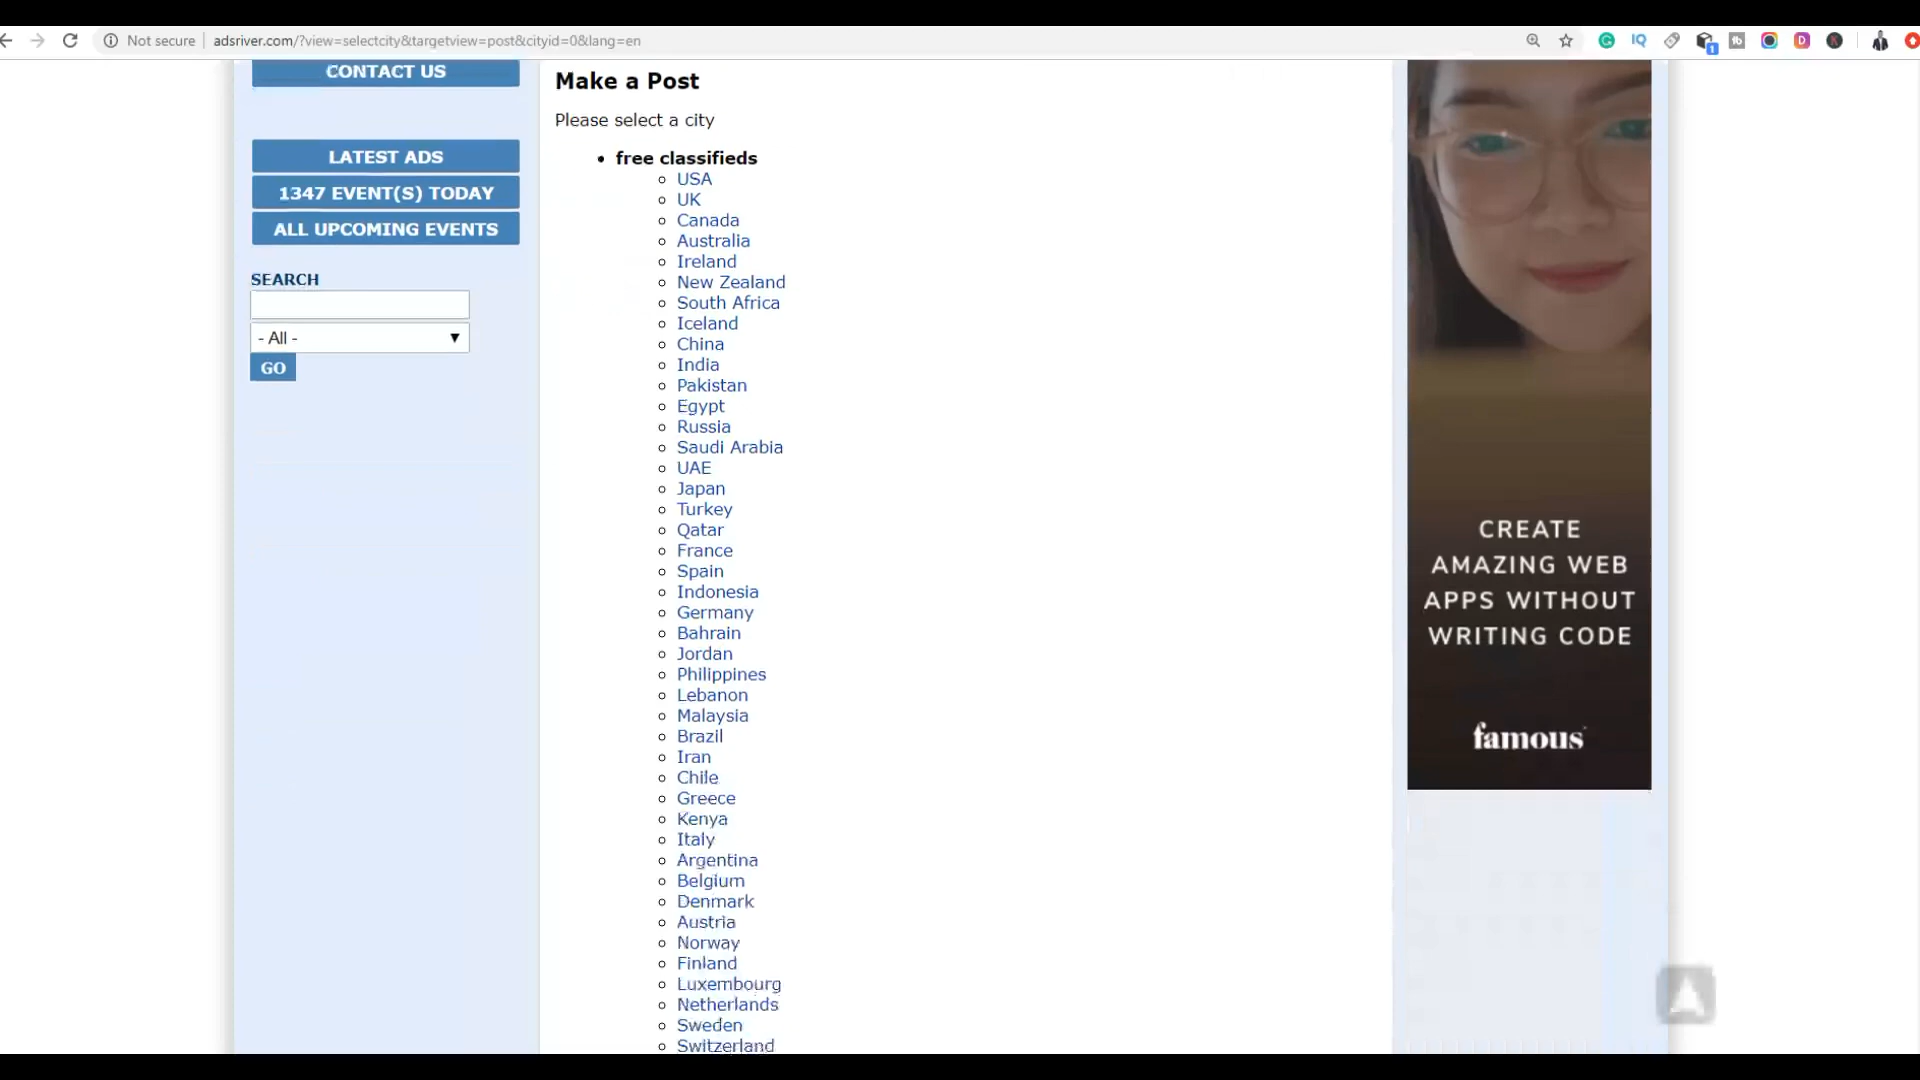 Not secure
adsriver.com/?view=selectcity&targetview=post&cityid=0&lang=en
CONTACT US
LATEST ADS
1347 EVENT(S) TODAY
ALL UPCOMING EVENTS
SEARCH
- All -
GO
Make a Post
Please select a city
free classifieds
USA
UK
Canada
Australia
Ireland
New Zealand
South Africa
Iceland
China
India
Pakistan
Egypt
Russia
Saudi Arabia
UAE
Japan
Turkey
Qatar
France
Spain
Indonesia
Germany
Bahrain
Jordan
Philippines
Lebanon
Malaysia
Brazil
Iran
Chile
Greece
Kenya
Italy
Argentina
Belgium
Denmark
Austria
Norway
Finland
Luxembourg
Netherlands
Sweden
Switzerland
CREATE
AMAZING WEB
APPS WITHOUT
WRITING CODE
famous